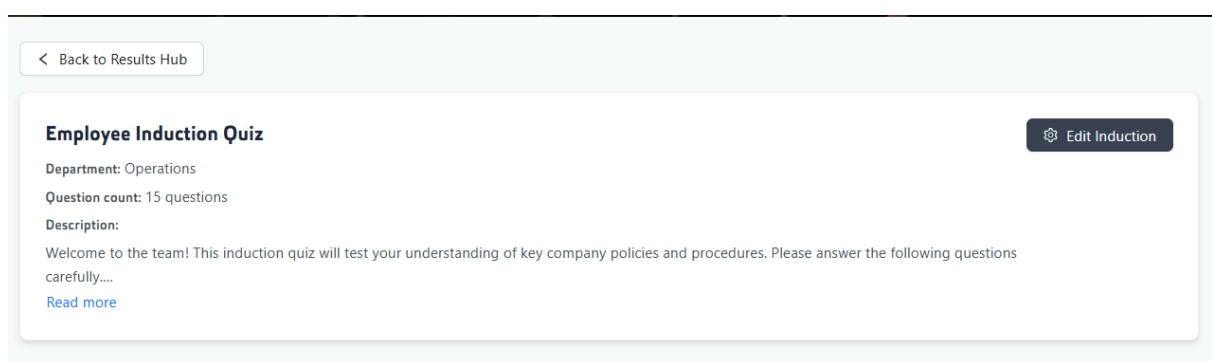 Back to Results Hub
Employee Induction Quiz
Edit Induction
Department: Operations
Question count: 15 questions
Description:
Welcome to the team! This induction quiz will test your understanding of key company policies and procedures. Please answer the following questions
carefully....
Read more